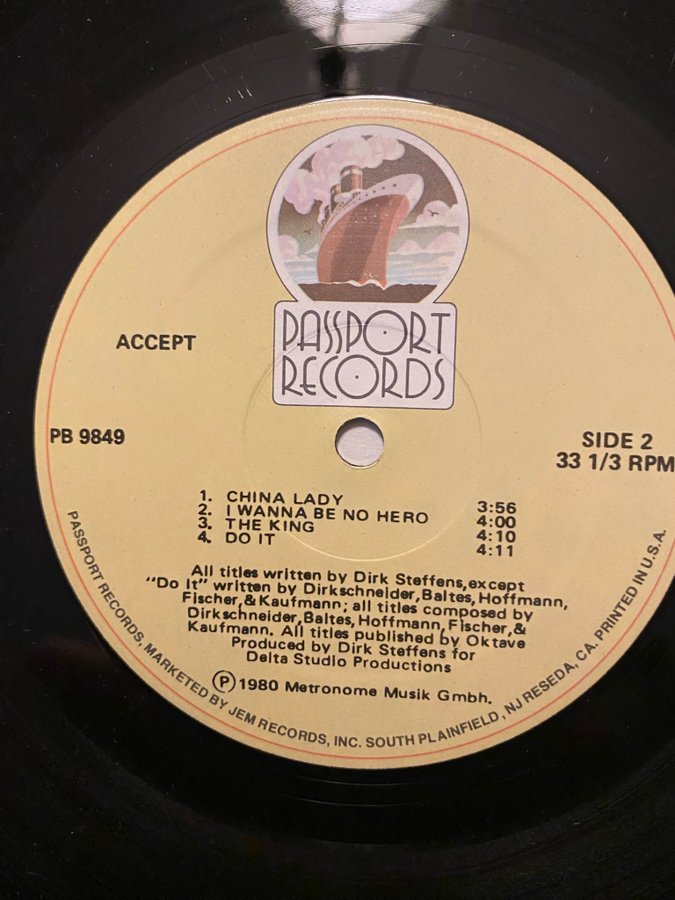 PASSPORT
RECORDS
ACCEPT
PB 9849
SIDE 2
33 1/3 RPM
1. CHINA LADY 3:56
2. I WANNA BE NO HERO 4:00
3. THE KING 4:10
4. DO IT 4:11
All titles written by Dirk Steffens,except
"Do It" written by Dirkschneider,Baltes,Hoffmann,
Fischer,& Kaufmann; all titles composed by
Dirkschneider,Baltes,Hoffmann,Fischer,&
Kaufmann. All titles published by Oktave
Produced by Dirk Steffens for
Delta Studio Productions
℗1980 Metronome Musik Gmbh.
PASSPORT RECORDS, MARKETED BY JEM RECORDS, INC. SOUTH PLAINFIELD, NJ RESEDA, CA. PRINTED IN U.S.A.